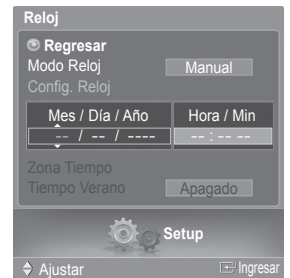 Reloj
Regresar
Modo Reloj Manual
Config. Reloj
Mes / Día / Año Hora / Min
-- / -- / ---- -- : -- --
Zona Tiempo
Tiempo Verano Apagado
Setup
Ajustar Ingresar